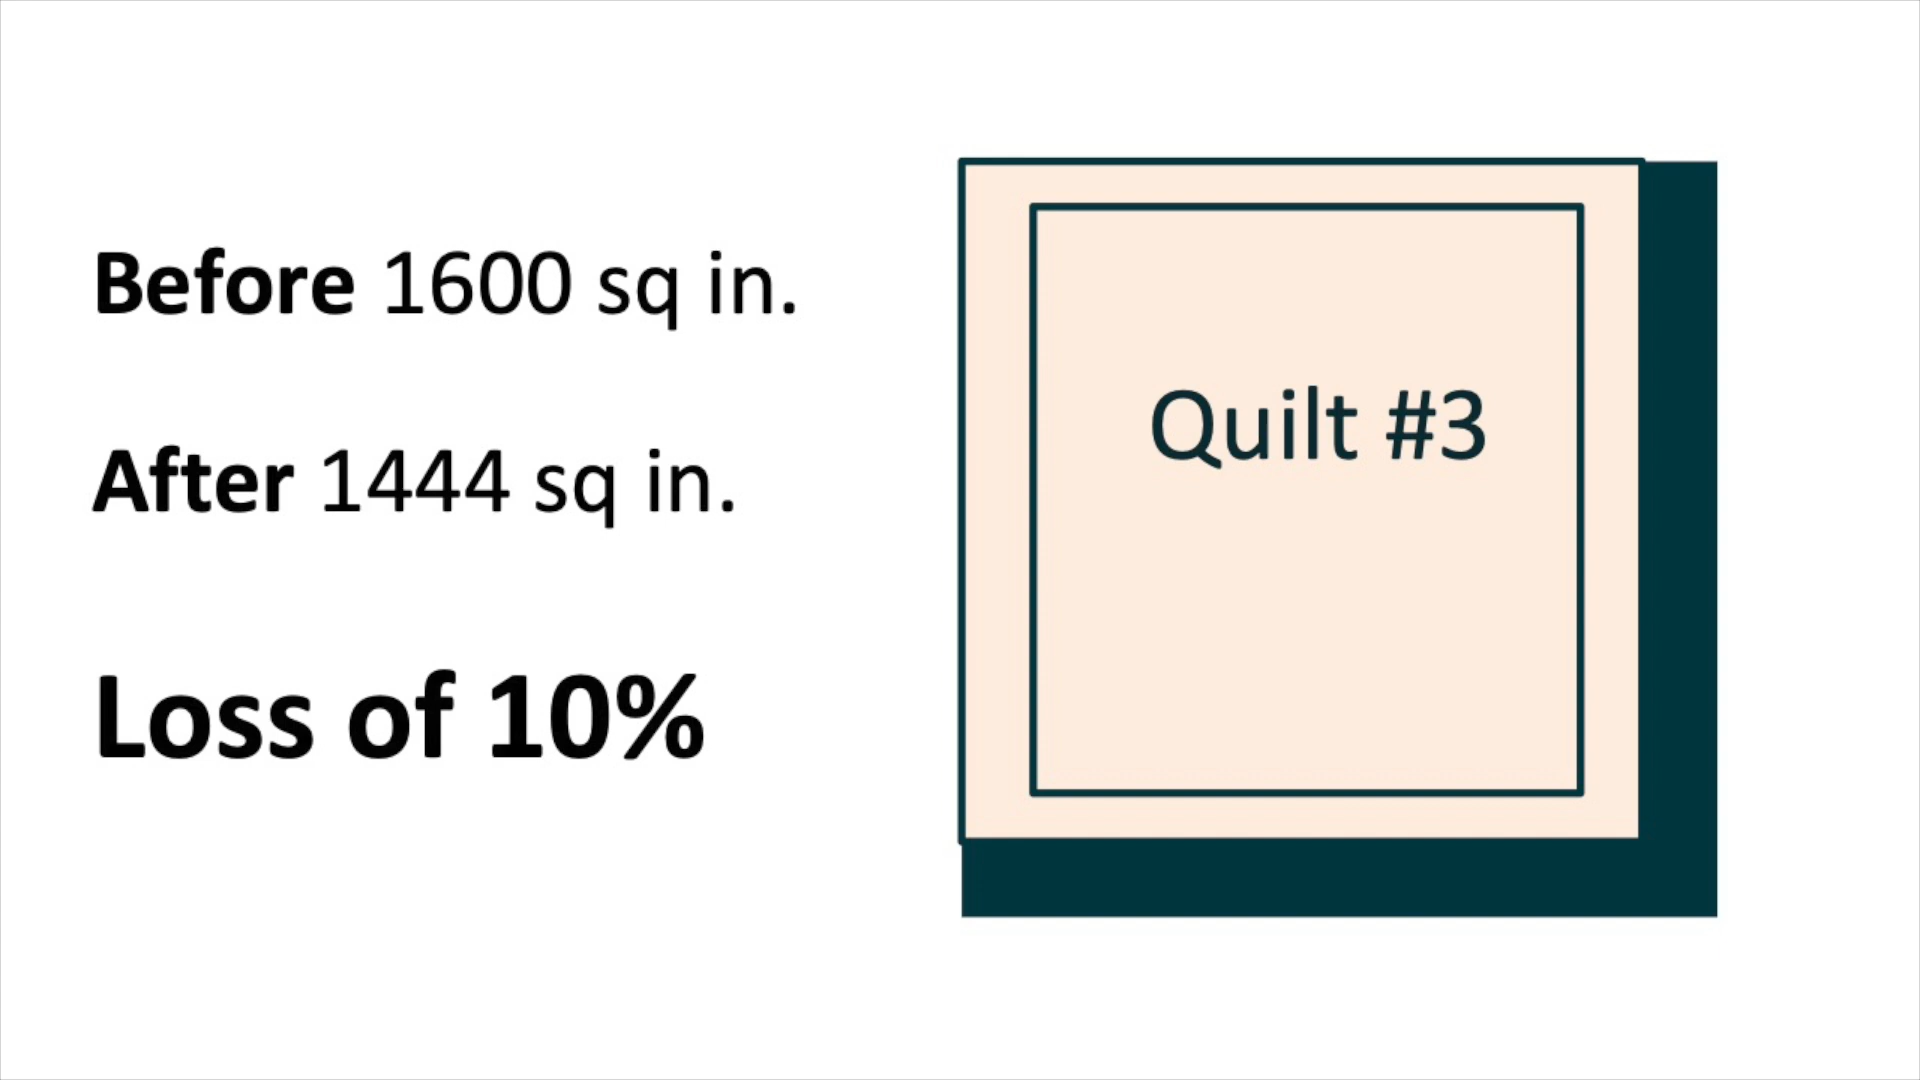 Before 1600 sq in.
After 1444 sq in.
Loss of 10%
Quilt #3